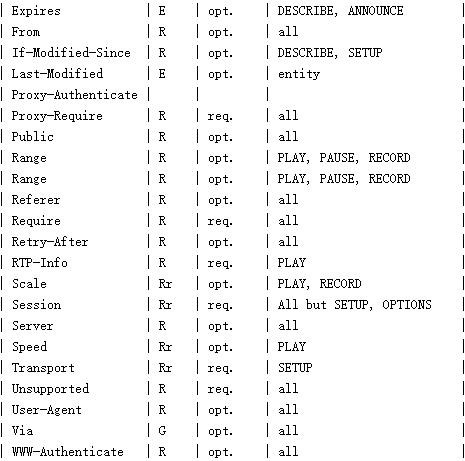 | Expires | E | opt. | DESCRIBE, ANNOUNCE |
| From | R | opt. | all |
| If-Modified-Since | R | opt. | DESCRIBE, SETUP |
| Last-Modified | E | opt. | entity |
| Proxy-Authenticate | | | |
| Proxy-Require | R | req. | all |
| Public | R | opt. | all |
| Range | R | opt. | PLAY, PAUSE, RECORD |
| Range | R | opt. | PLAY, PAUSE, RECORD |
| Referer | R | opt. | all |
| Require | R | req. | all |
| Retry-After | R | opt. | all |
| RTP-Info | R | req. | PLAY |
| Scale | Rr | opt. | PLAY, RECORD |
| Session | Rr | req. | All but SETUP, OPTIONS |
| Server | R | opt. | all |
| Speed | Rr | opt. | PLAY |
| Transport | Rr | req. | SETUP |
| Unsupported | R | req. | all |
| User-Agent | R | opt. | all |
| Via | G | opt. | all |
| WWW-Authenticate | R | opt. | all |